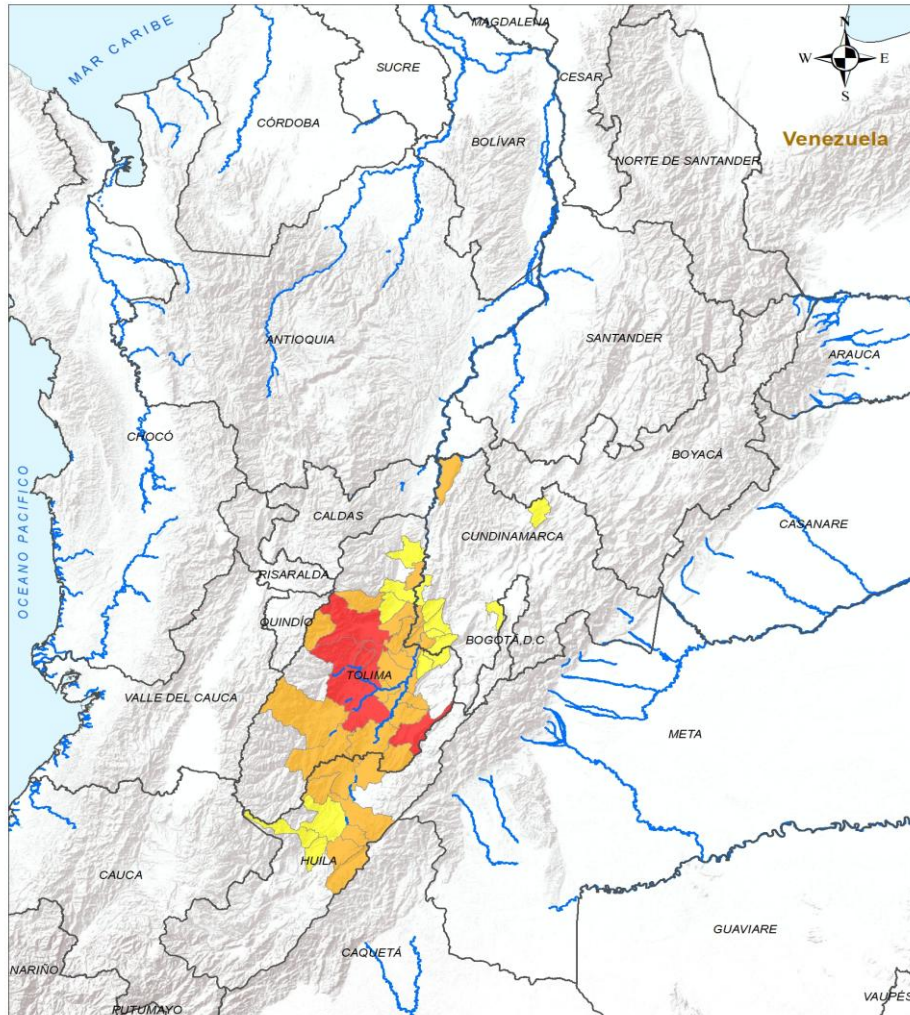 MAGDALENA
N
MAR CARIBE
SUCRE
W
E
CESAR
S
CÓRDOBA
BOLÍVAR
Venezuela
NORTE DE SANTANDER
ANTIOQUIA
SANTANDER
ARAUCA
CHOCÓ
BOYACÁ
OCEANO PACIFICO
CALDAS
CASANARE
CUNDINAMARCA
RISARALDA
QUINDÍO
BOGOTÁ,D.C
TOLIMA
VALLE DEL CAUCA
META
HUILA
CAUCA
GUAVIARE
CAQUETÁ
NARIÑO
VAUPÉS
PUTUMAYO